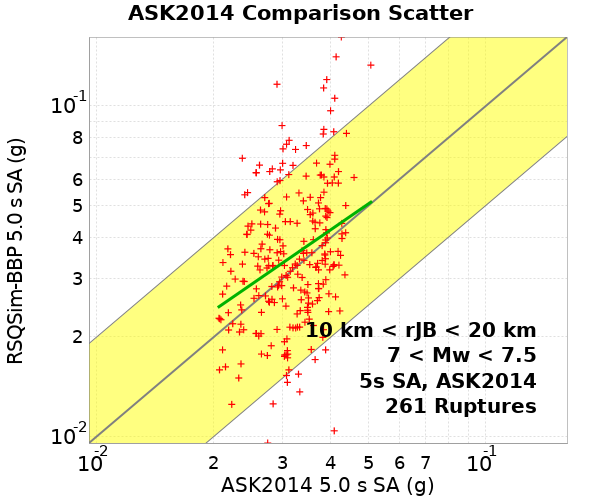 ASK2014 Comparison Scatter
RSQSim-BBP 5.0 s SA (g)
10⁻¹
8
6
5
4
3
2
10⁻²
10 km < rJB < 20 km
7 < Mw < 7.5
5s SA, ASK2014
261 Ruptures
10⁻² 2 3 4 5 6 7 10⁻¹
ASK2014 5.0 s SA (g)